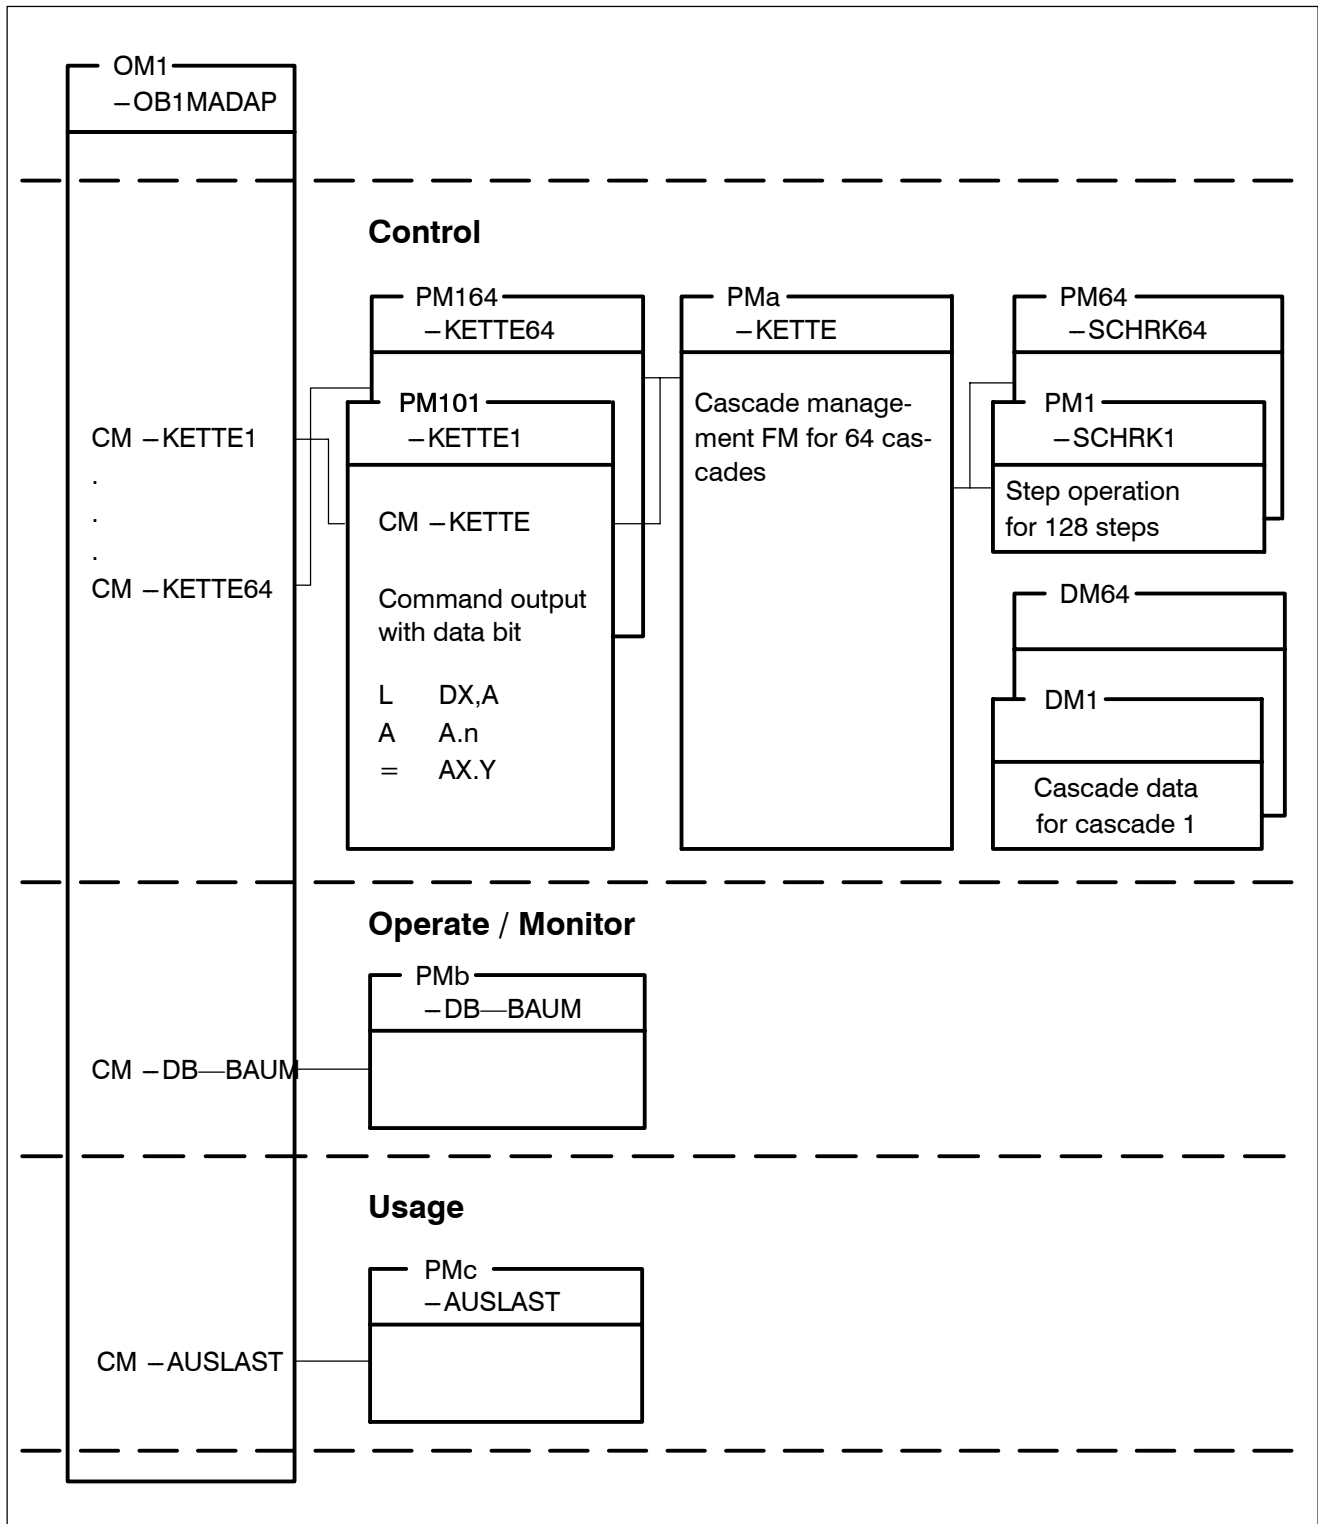 OM1
–OB1MADAP
Control
PM164
–KETTE64
PMa
–KETTE
PM64
–SCHRK64
PM101
–KETTE1
Cascade manage-
ment FM for 64 cas-
cades
PM1
–SCHRK1
Step operation
for 128 steps
CM –KETTE1
.
.
.
CM –KETTE64
CM –KETTE
Command output
with data bit
L DX,A
A A.n
= AX.Y
DM64
DM1
Cascade data
for cascade 1
Operate / Monitor
PMb
–DB—BAUM
CM –DB—BAUM
Usage
PMc
–AUSLAST
CM –AUSLAST